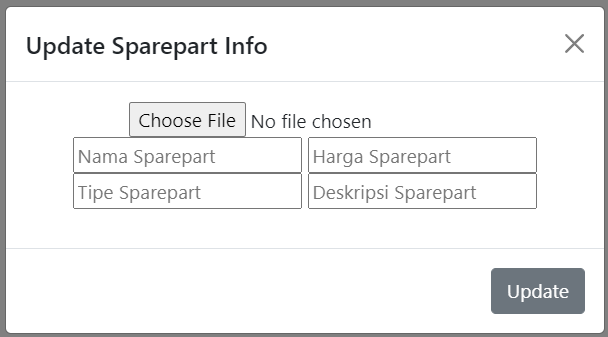 Update Sparepart Info
Choose File No file chosen
Nama Sparepart Harga Sparepart
Tipe Sparepart Deskripsi Sparepart
Update